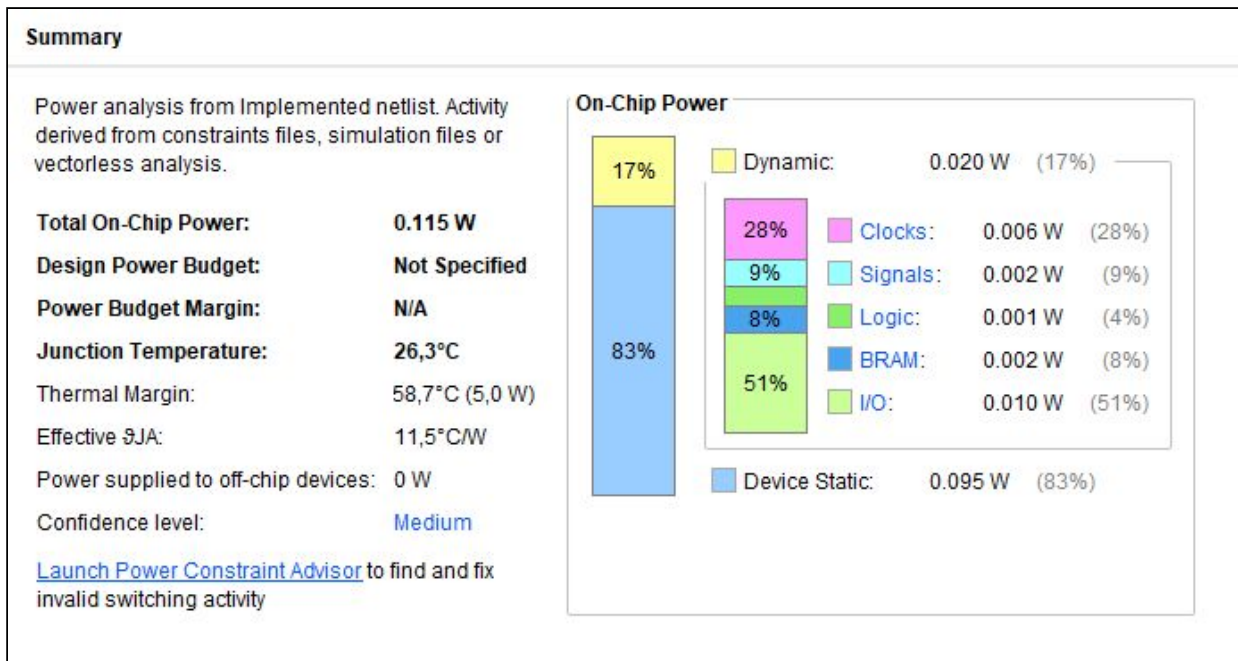 Summary
Power analysis from Implemented netlist. Activity
derived from constraints files, simulation files or
vectorless analysis.
Total On-Chip Power: 0.115 W
Design Power Budget: Not Specified
Power Budget Margin: N/A
Junction Temperature: 26,3°C
Thermal Margin: 58,7°C (5,0 W)
Effective ϑJA: 11,5°C/W
Power supplied to off-chip devices: 0 W
Confidence level: Medium
Launch Power Constraint Advisor to find and fix
invalid switching activity
On-Chip Power
17%
83%
Dynamic: 0.020 W (17%)
28%
9%
8%
51%
Clocks: 0.006 W (28%)
Signals: 0.002 W (9%)
Logic: 0.001 W (4%)
BRAM: 0.002 W (8%)
I/O: 0.010 W (51%)
Device Static: 0.095 W (83%)